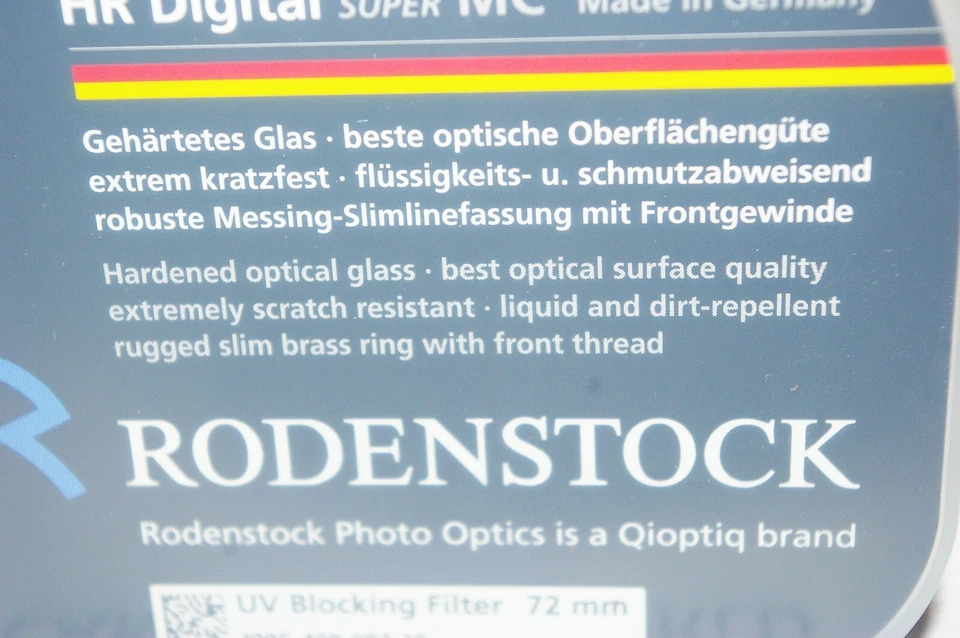 HR Digital SUPER MC Made in Germany
Gehärtetes Glas · beste optische Oberflächengüte
extrem kratzfest · flüssigkeits- u. schmutzabweisend
robuste Messing-Slimlinefassung mit Frontgewinde
Hardened optical glass · best optical surface quality
extremely scratch resistant · liquid and dirt-repellent
rugged slim brass ring with front thread
RODENSTOCK
Rodenstock Photo Optics is a Qioptiq brand
UV Blocking Filter 72 mm